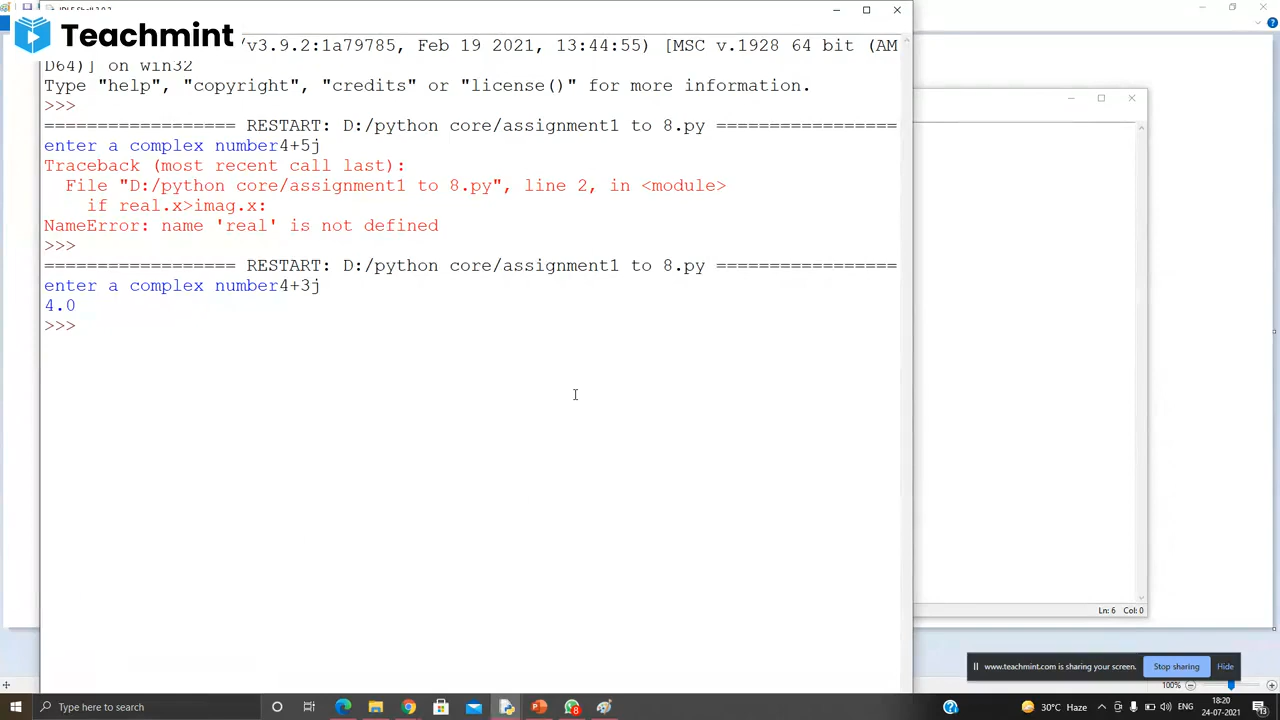 Teachmint
v3.9.2:1a79785, Feb 19 2021, 13:44:55) [MSC v.1928 64 bit (AM
D64)] on win32
Type "help", "copyright", "credits" or "license()" for more information.
>>>
================= RESTART: D:/python core/assignment1 to 8.py =================
enter a complex number4+5j
Traceback (most recent call last):
  File "D:/python core/assignment1 to 8.py", line 2, in <module>
    if real.x>imag.x:
NameError: name 'real' is not defined
>>>
================= RESTART: D:/python core/assignment1 to 8.py =================
enter a complex number4+3j
4.0
>>>
Ln: 6 Col: 0
www.teachmint.com is sharing your screen. Stop sharing Hide
100%
Type here to search
8
30°C Haze
ENG
18:20
24-07-2021
13